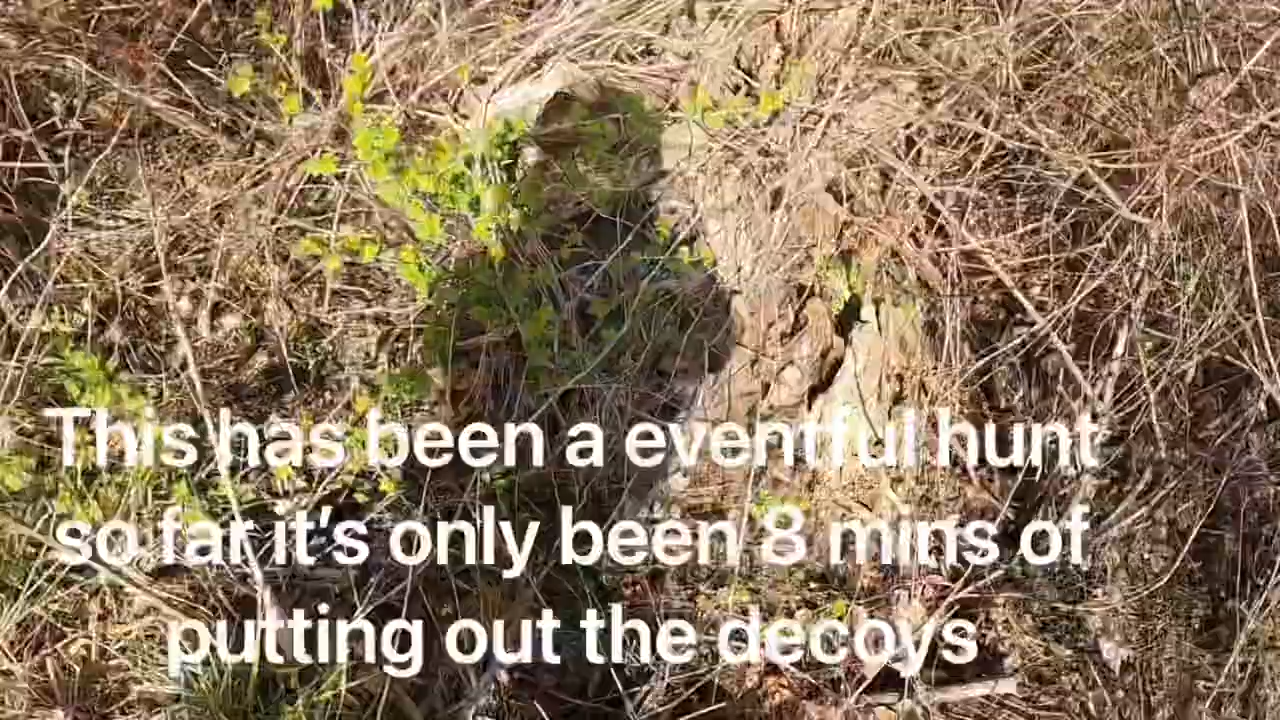 This has been a eventful hunt
so far it's only been 8 mins of
putting out the decoys